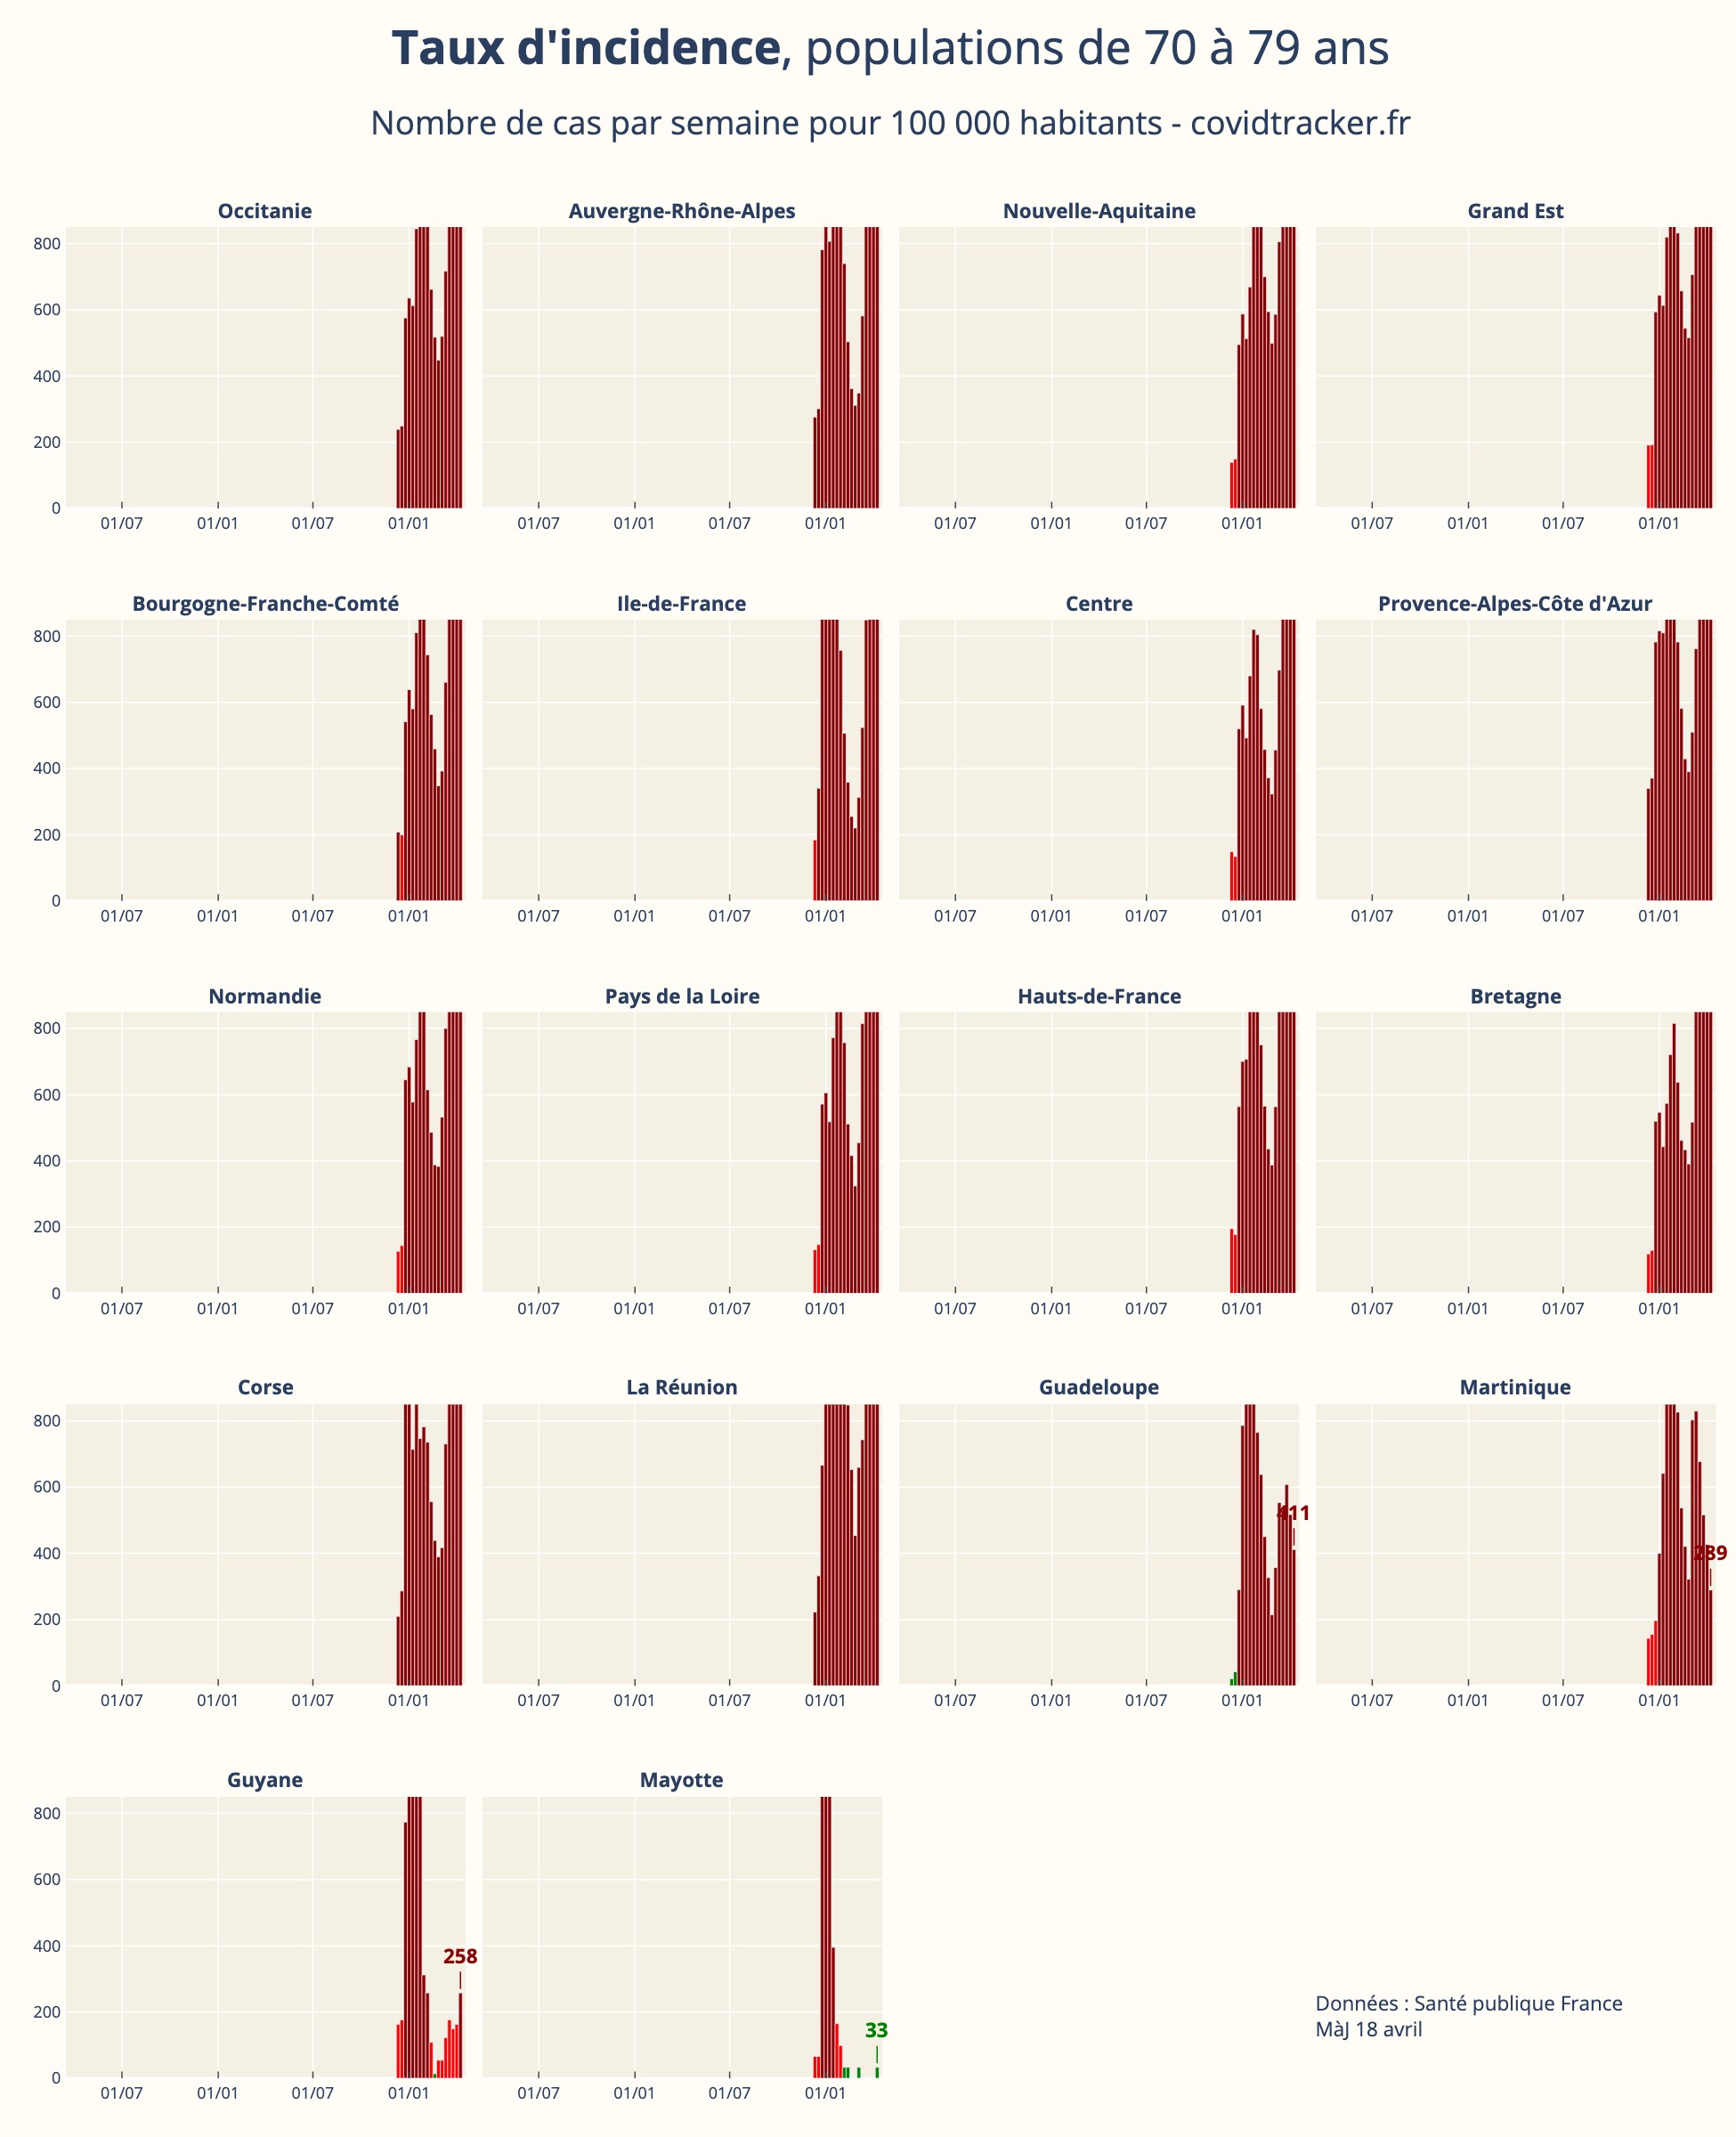 Taux d'incidence, populations de 70 à 79 ans
Nombre de cas par semaine pour 100 000 habitants - covidtracker.fr
Occitanie Auvergne-Rhône-Alpes Nouvelle-Aquitaine Grand Est
800
600
400
200
0
01/07 01/01 01/07 01/01 01/07 01/01 01/07 01/01 01/07 01/01 01/07 01/01 01/07 01/01 01/07 01/01
Bourgogne-Franche-Comté Ile-de-France Centre Provence-Alpes-Côte d'Azur
800
600
400
200
0
01/07 01/01 01/07 01/01 01/07 01/01 01/07 01/01 01/07 01/01 01/07 01/01 01/07 01/01 01/07 01/01
Normandie Pays de la Loire Hauts-de-France Bretagne
800
600
400
200
0
01/07 01/01 01/07 01/01 01/07 01/01 01/07 01/01 01/07 01/01 01/07 01/01 01/07 01/01 01/07 01/01
Corse La Réunion Guadeloupe Martinique
800
600
411
400
289
200
0
01/07 01/01 01/07 01/01 01/07 01/01 01/07 01/01 01/07 01/01 01/07 01/01 01/07 01/01 01/07 01/01
Guyane Mayotte
800
600
400
258
200
33
0
01/07 01/01 01/07 01/01 01/07 01/01 01/07 01/01
Données : Santé publique France
MàJ 18 avril